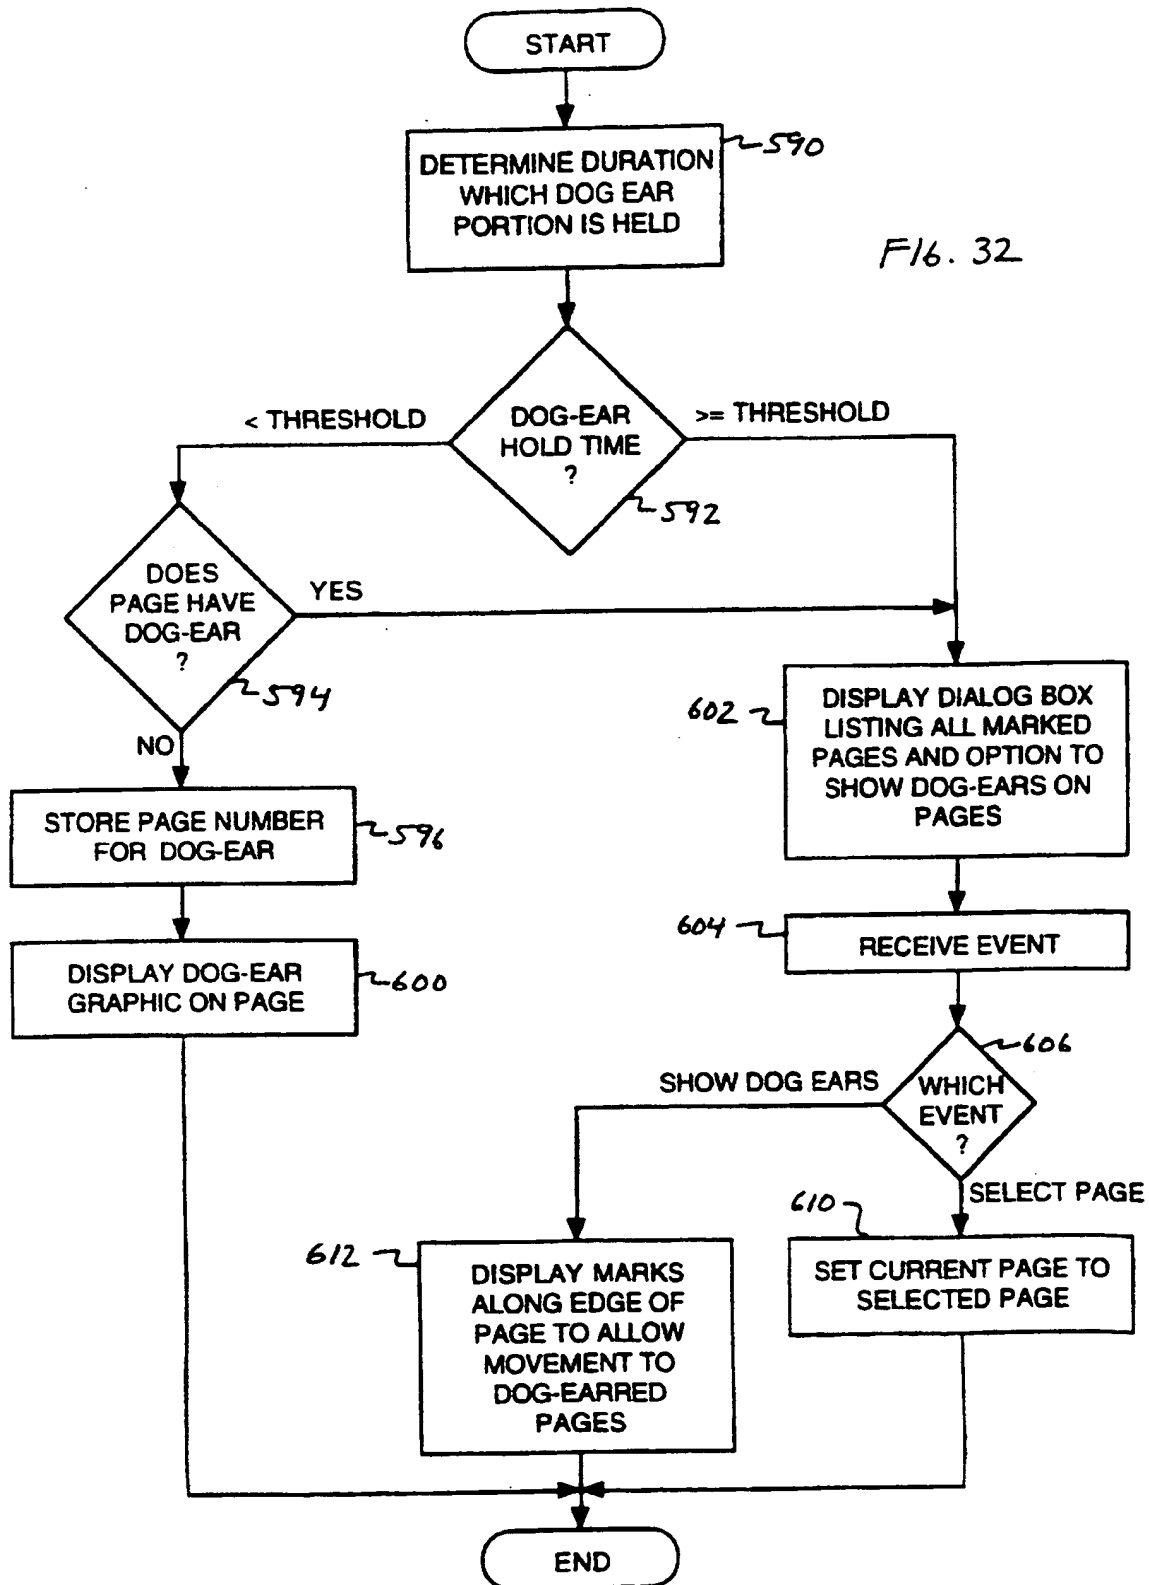 START
DETERMINE DURATION
WHICH DOG EAR
PORTION IS HELD
590
FIG. 32
DOG-EAR
HOLD TIME
?
592
< THRESHOLD
>= THRESHOLD
DOES
PAGE HAVE
DOG-EAR
?
594
YES
NO
STORE PAGE NUMBER
FOR DOG-EAR
596
DISPLAY DOG-EAR
GRAPHIC ON PAGE
600
602
DISPLAY DIALOG BOX
LISTING ALL MARKED
PAGES AND OPTION TO
SHOW DOG-EARS ON
PAGES
604
RECEIVE EVENT
606
WHICH
EVENT
?
SHOW DOG EARS
SELECT PAGE
610
SET CURRENT PAGE TO
SELECTED PAGE
612
DISPLAY MARKS
ALONG EDGE OF
PAGE TO ALLOW
MOVEMENT TO
DOG-EARRED
PAGES
END